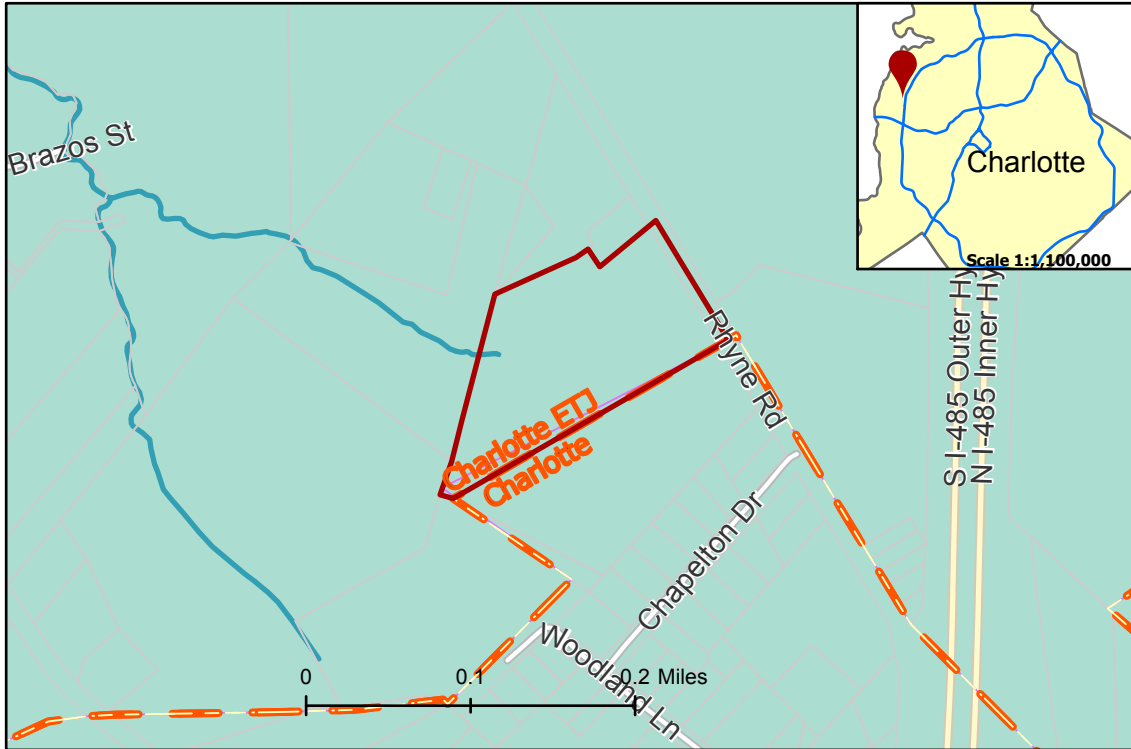 Brazos St
Charlotte
Scale 1:1,100,000
S I-485 Outer Hy
N I-485 Inner Hy
Rhyne Rd
Charlotte ETJ
Charlotte
Chapelton Dr
Woodland Ln
0 0.1 0.2 Miles